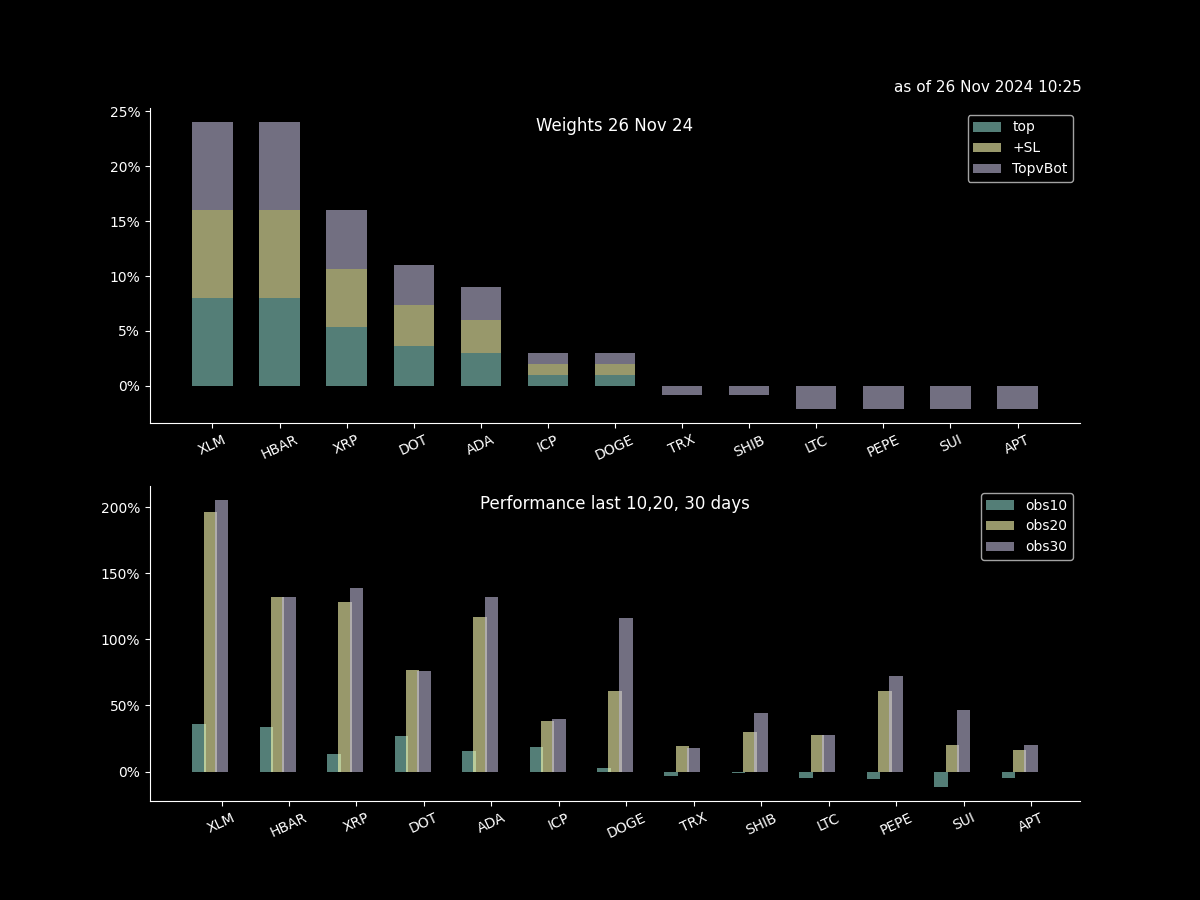 as of 26 Nov 2024 10:25
Weights 26 Nov 24
top
+SL
TopvBot
25%
20%
15%
10%
5%
0%
XLM HBAR XRP DOT ADA ICP DOGE TRX SHIB LTC PEPE SUI APT
Performance last 10,20, 30 days
obs10
obs20
obs30
200%
150%
100%
50%
0%
XLM HBAR XRP DOT ADA ICP DOGE TRX SHIB LTC PEPE SUI APT